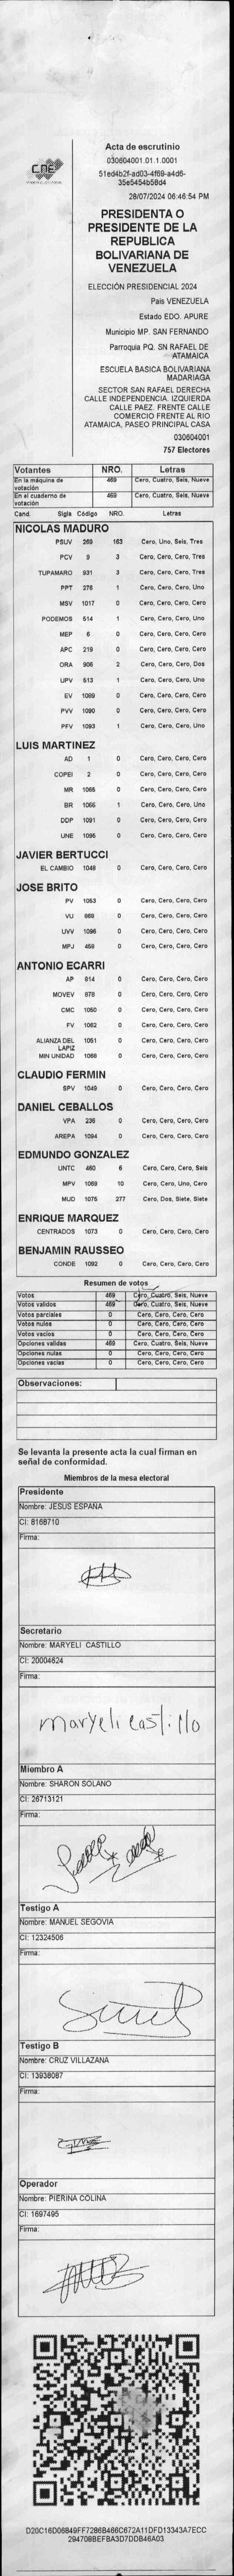 CNE
Acta de escrutinio
030604001.01.1.0001
51ed4b2f-ad03-4f69-a4d6-
35e5454b58d4
28/07/2024 06:46:54 PM
PRESIDENTA O
PRESIDENTE DE LA
REPUBLICA
BOLIVARIANA DE
VENEZUELA
ELECCIÓN PRESIDENCIAL 2024
País VENEZUELA
Estado EDO. APURE
Municipio MP. SAN FERNANDO
Parroquia PQ. SN RAFAEL DE
ATAMAICA
ESCUELA BASICA BOLIVARIANA
MADARIAGA
SECTOR SAN RAFAEL DERECHA
CALLE INDEPENDENCIA. IZQUIERDA
CALLE PAEZ. FRENTE CALLE
COMERCIO FRENTE AL RIO
ATAMAICA, PASEO PRINCIPAL CASA
030604001
757 Electores
Votantes NRO. Letras
En la máquina de votación 469 Cero, Cuatro, Seis, Nueve
En el cuaderno de votación 469 Cero, Cuatro, Seis, Nueve
Cand. Sigla Código NRO. Letras
NICOLAS MADURO
PSUV 269 163 Cero, Uno, Seis, Tres
PCV 9 3 Cero, Cero, Cero, Tres
TUPAMARO 931 3 Cero, Cero, Cero, Tres
PPT 276 1 Cero, Cero, Cero, Uno
MSV 1017 0 Cero, Cero, Cero, Cero
PODEMOS 614 1 Cero, Cero, Cero, Uno
MEP 6 0 Cero, Cero, Cero, Cero
APC 219 0 Cero, Cero, Cero, Cero
ORA 906 2 Cero, Cero, Cero, Dos
UPV 513 1 Cero, Cero, Cero, Uno
EV 1089 0 Cero, Cero, Cero, Cero
PVV 1090 0 Cero, Cero, Cero, Cero
PFV 1093 1 Cero, Cero, Cero, Uno
LUIS MARTINEZ
AD 1 0 Cero, Cero, Cero, Cero
COPEI 2 0 Cero, Cero, Cero, Cero
MR 1065 0 Cero, Cero, Cero, Cero
BR 1066 1 Cero, Cero, Cero, Uno
DDP 1091 0 Cero, Cero, Cero, Cero
UNE 1095 0 Cero, Cero, Cero, Cero
JAVIER BERTUCCI
EL CAMBIO 1048 0 Cero, Cero, Cero, Cero
JOSE BRITO
PV 1053 0 Cero, Cero, Cero, Cero
VU 868 0 Cero, Cero, Cero, Cero
UVV 1096 0 Cero, Cero, Cero, Cero
MPJ 458 0 Cero, Cero, Cero, Cero
ANTONIO ECARRI
AP 814 0 Cero, Cero, Cero, Cero
MOVEV 878 0 Cero, Cero, Cero, Cero
CMC 1050 0 Cero, Cero, Cero, Cero
FV 1062 0 Cero, Cero, Cero, Cero
ALIANZA DEL LAPIZ 1051 0 Cero, Cero, Cero, Cero
MIN UNIDAD 1068 0 Cero, Cero, Cero, Cero
CLAUDIO FERMIN
SPV 1049 0 Cero, Cero, Cero, Cero
DANIEL CEBALLOS
VPA 236 0 Cero, Cero, Cero, Cero
AREPA 1094 0 Cero, Cero, Cero, Cero
EDMUNDO GONZALEZ
UNTC 460 6 Cero, Cero, Cero, Seis
MPV 1069 10 Cero, Cero, Uno, Cero
MUD 1075 277 Cero, Dos, Siete, Siete
ENRIQUE MARQUEZ
CENTRADOS 1073 0 Cero, Cero, Cero, Cero
BENJAMIN RAUSSEO
CONDE 1092 0 Cero, Cero, Cero, Cero
Resumen de votos
Votos 469 Cero, Cuatro, Seis, Nueve
Votos validos 469 Cero, Cuatro, Seis, Nueve
Votos parciales 0 Cero, Cero, Cero, Cero
Votos nulos 0 Cero, Cero, Cero, Cero
Votos vacios 0 Cero, Cero, Cero, Cero
Opciones validas 469 Cero, Cuatro, Seis, Nueve
Opciones nulas 0 Cero, Cero, Cero, Cero
Opciones vacias 0 Cero, Cero, Cero, Cero
Observaciones:
Se levanta la presente acta la cual firman en
señal de conformidad.
Miembros de la mesa electoral
Presidente
Nombre: JESUS ESPAÑA
CI: 8168710
Firma:
Secretario
Nombre: MARYELI CASTILLO
CI: 20004624
Firma:
maryeli castillo
Miembro A
Nombre: SHARON SOLANO
CI: 26713121
Firma:
Testigo A
Nombre: MANUEL SEGOVIA
CI: 12324506
Firma:
Testigo B
Nombre: CRUZ VILLAZANA
CI: 13938087
Firma:
Operador
Nombre: PIERINA COLINA
CI: 1697495
Firma:
D20C16D06849FF7286B466C672A11DFD13343A7ECC
294708BEFBA3D7DDB46A03